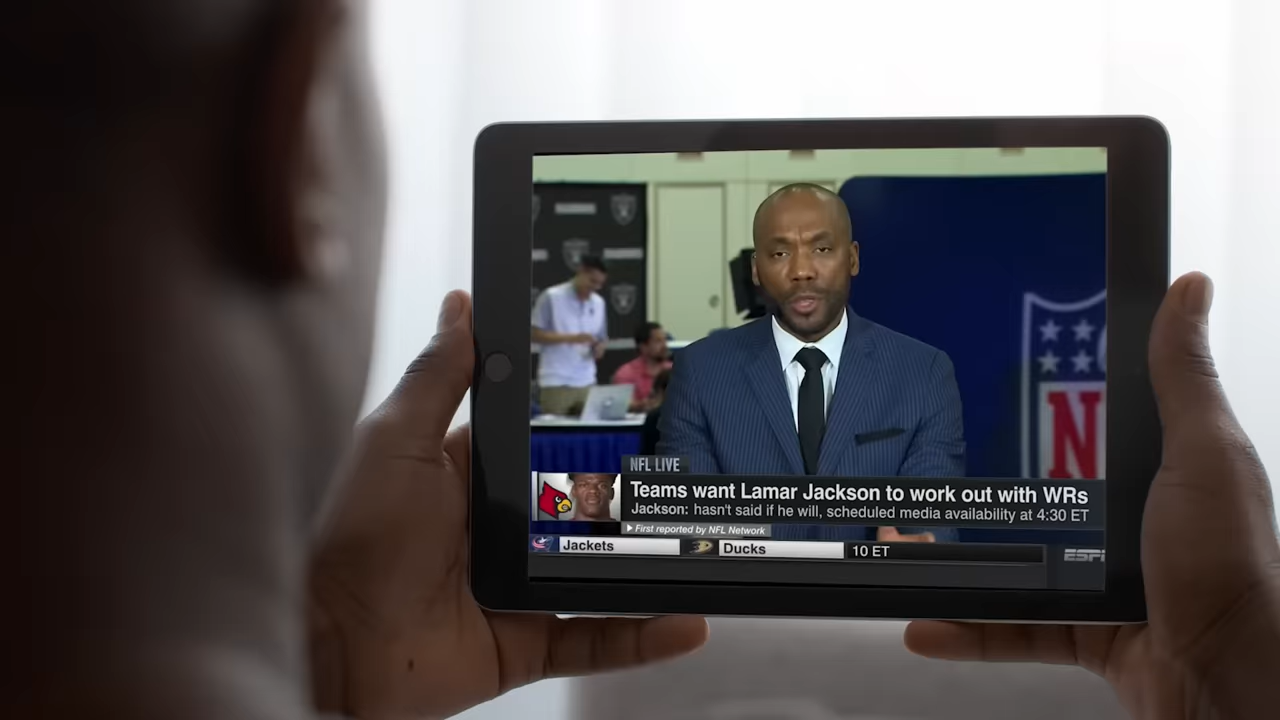 NFL LIVE
Teams want Lamar Jackson to work out with WRs
Jackson: hasn't said if he will, scheduled media availability at 4:30 ET
First reported by NFL Network
Jackets Ducks 10 ET
ESPN
N